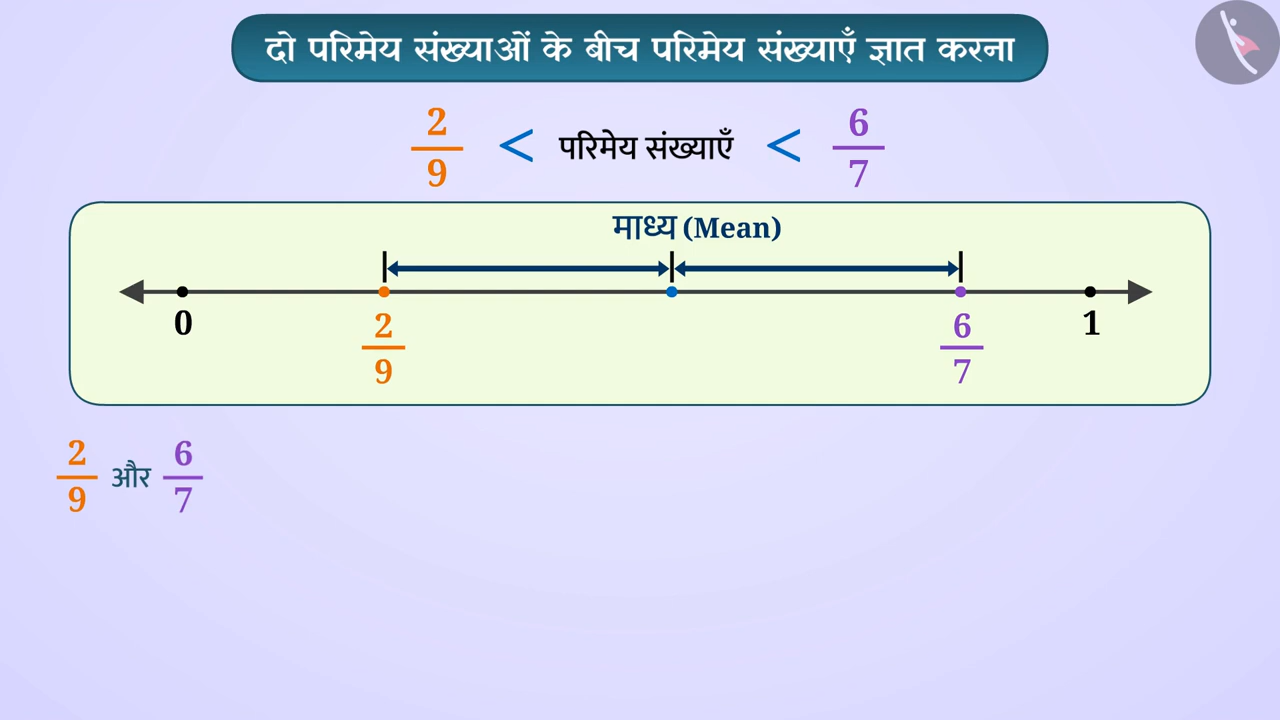 दो परिमेय संख्याओं के बीच परिमेय संख्याएँ ज्ञात करना
2/9 < परिमेय संख्याएँ < 6/7
माध्य (Mean)
0 2/9 6/7 1
2/9 और 6/7